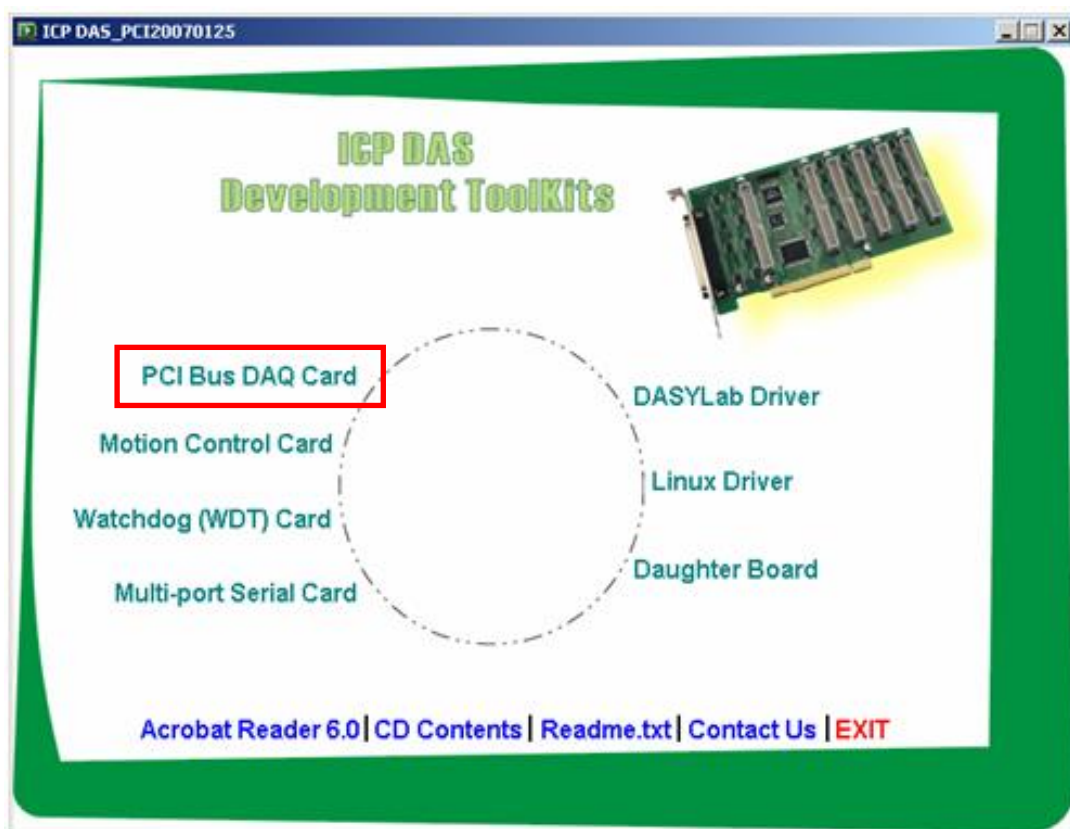 ICP DAS_PCI20070125
ICP DAS
Development ToolKits
PCI Bus DAQ Card
Motion Control Card
Watchdog (WDT) Card
Multi-port Serial Card
DASYLab Driver
Linux Driver
Daughter Board
Acrobat Reader 6.0|CD Contents|Readme.txt|Contact Us|EXIT